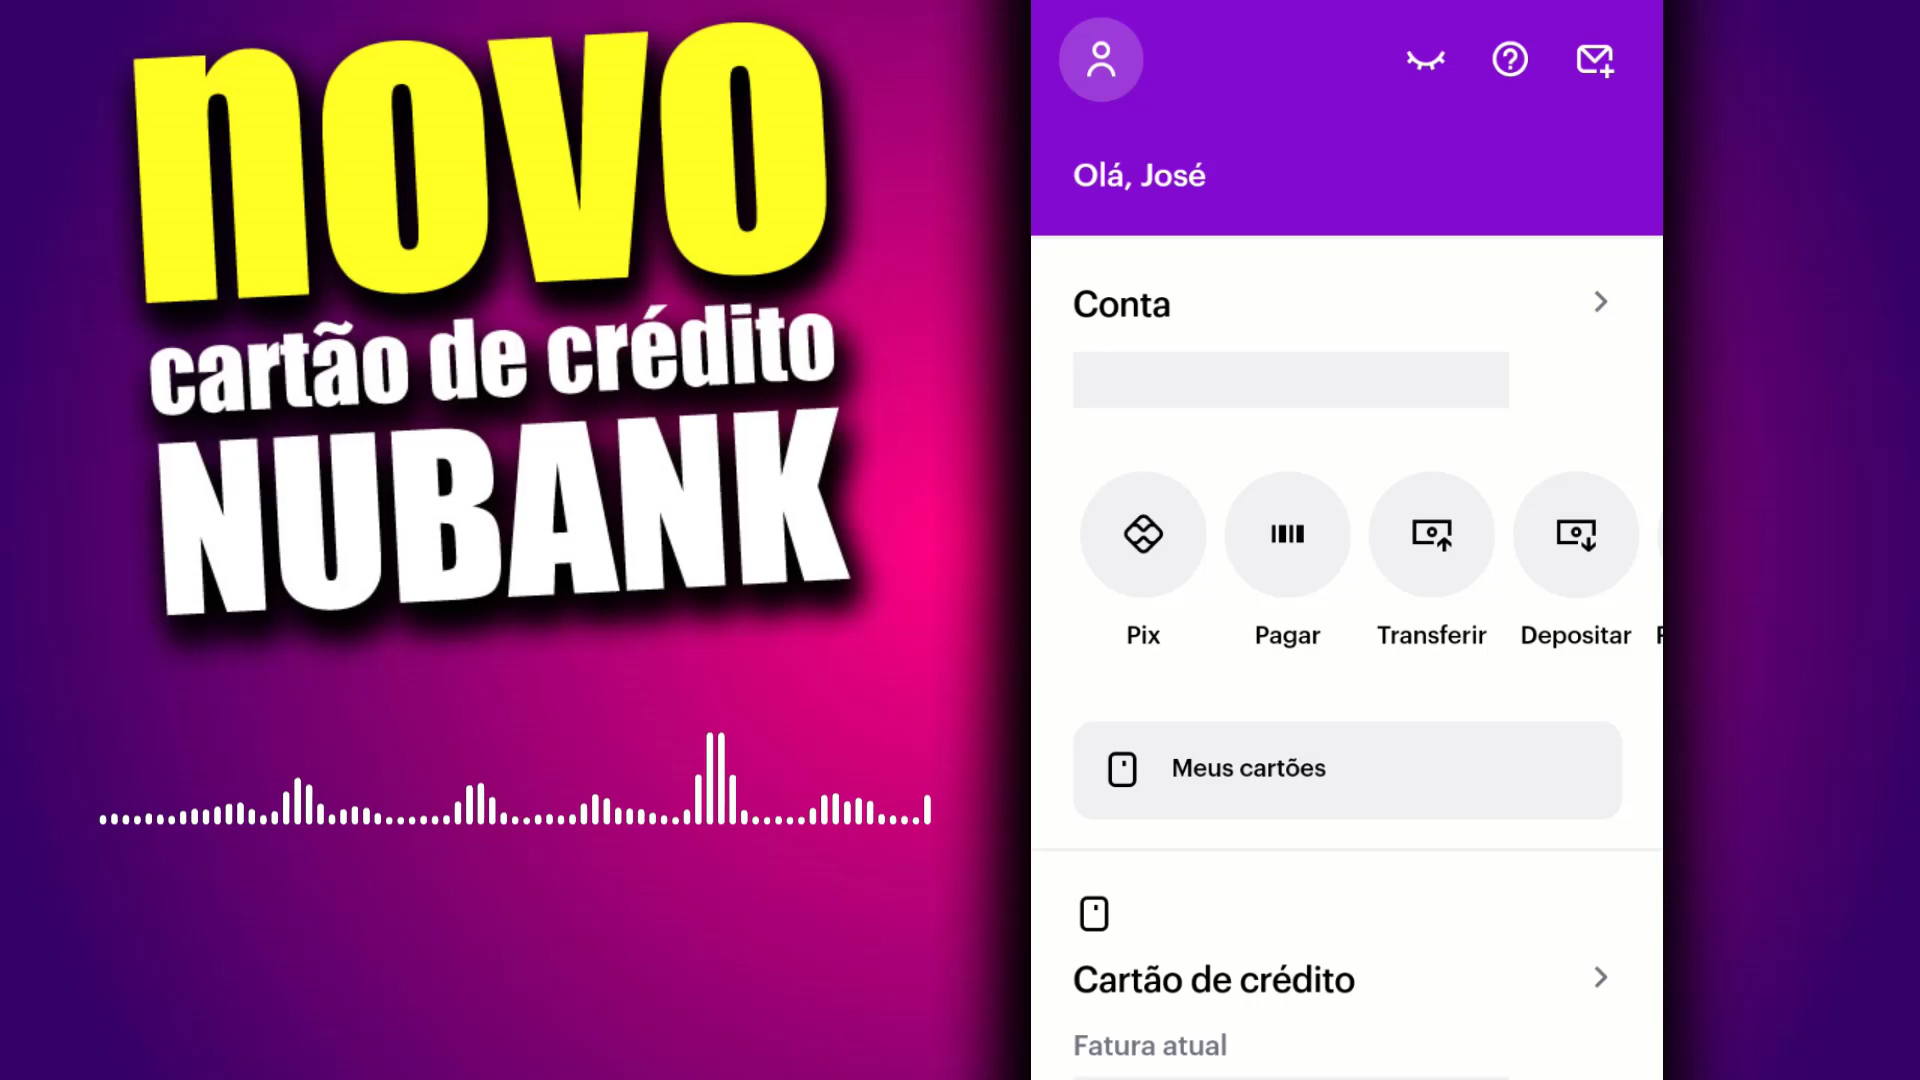 novo
cartão de crédito
NUBANK
Olá, José
Conta
Pix
Pagar
Transferir
Depositar
Meus cartões
Cartão de crédito
Fatura atual